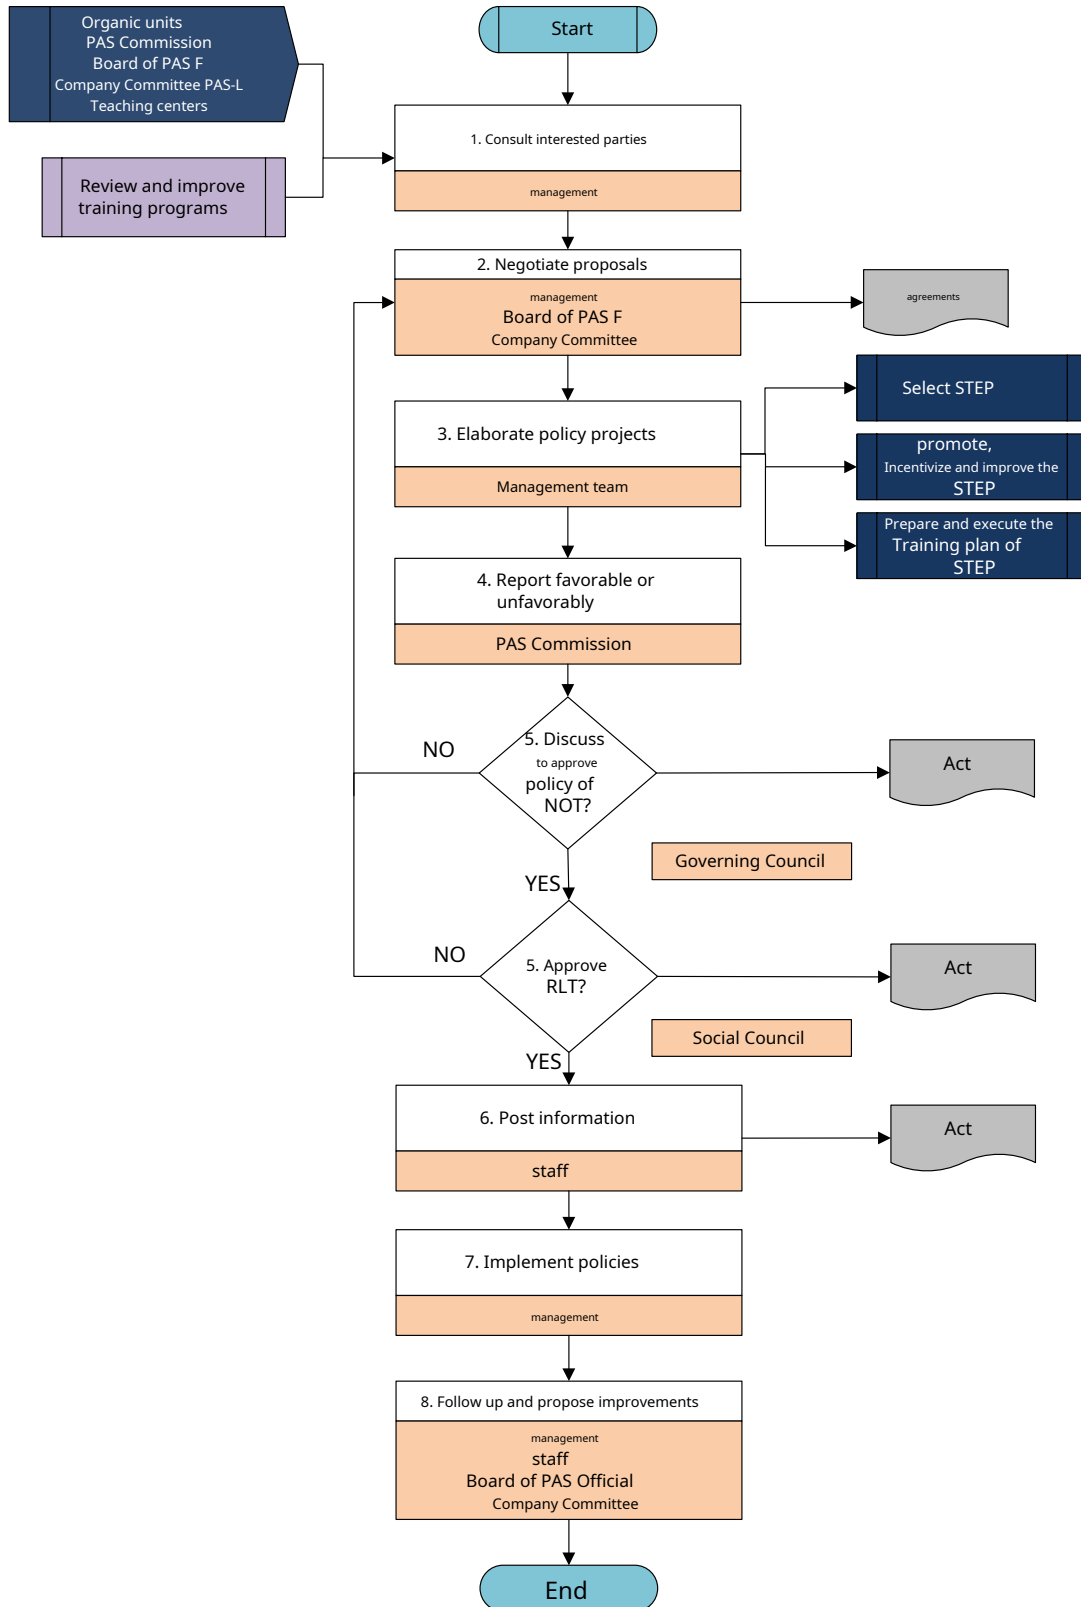 Organic units
PAS Commission
Board of PAS F
Company Committee PAS-L
Teaching centers
Start
1. Consult interested parties
management
Review and improve
training programs
2. Negotiate proposals
management
Board of PAS F
Company Committee
agreements
3. Elaborate policy projects
Management team
Select STEP
promote,
Incentivize and improve the
STEP
Prepare and execute the
Training plan of
STEP
4. Report favorable or
unfavorably
PAS Commission
5. Discuss
to approve
policy of
NOT?
NO
Act
Governing Council
YES
NO
5. Approve
RLT?
Act
Social Council
YES
6. Post information
staff
Act
7. Implement policies
management
8. Follow up and propose improvements
management
staff
Board of PAS Official
Company Committee
End